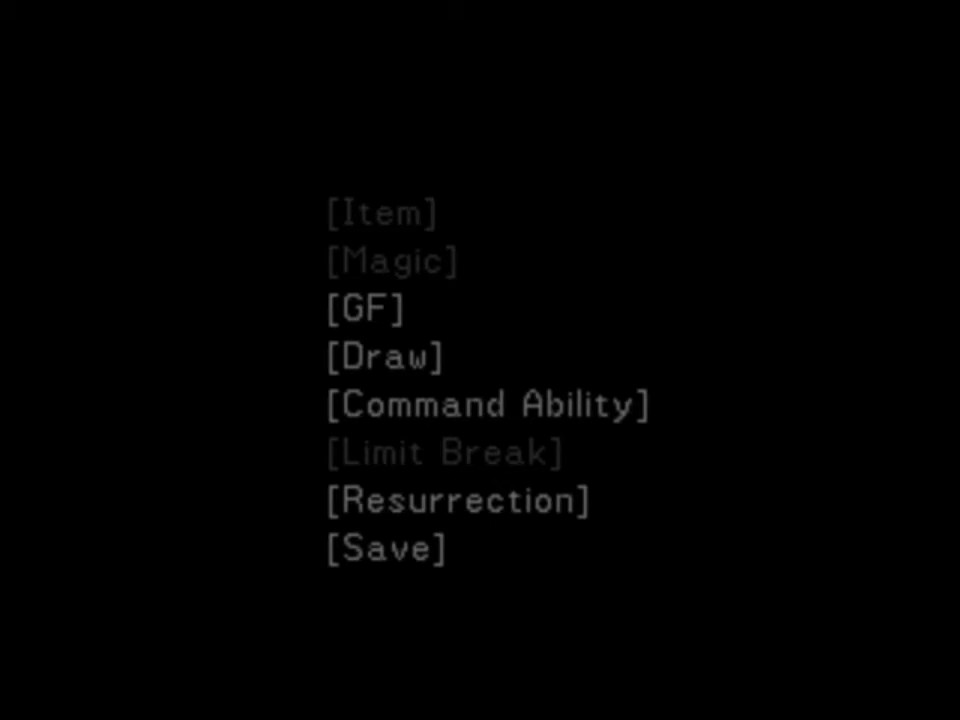 [Item]
[Magic]
[GF]
[Draw]
[Command Ability]
[Limit Break]
[Resurrection]
[Save]